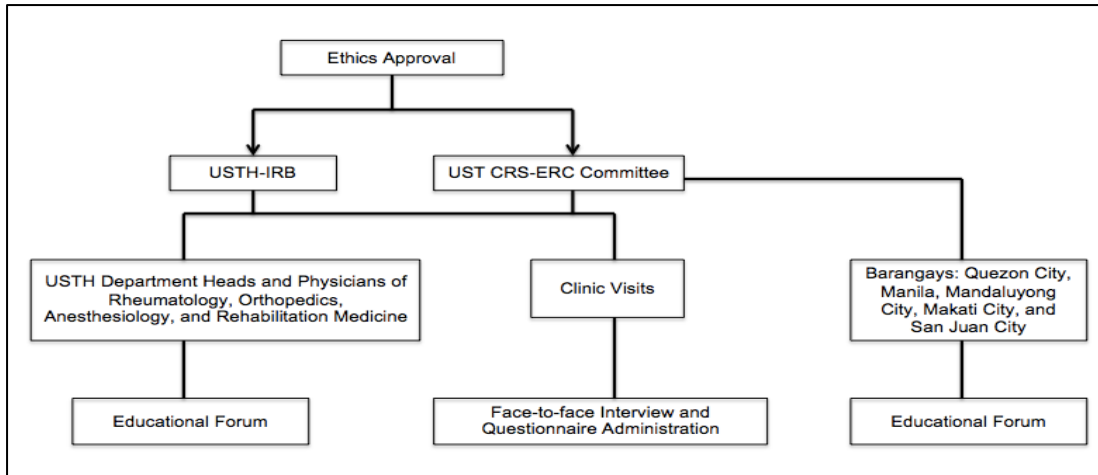 Ethics Approval
USTH-IRB
UST CRS-ERC Committee
USTH Department Heads and Physicians of
Rheumatology, Orthopedics,
Anesthesiology, and Rehabilitation Medicine
Clinic Visits
Barangays: Quezon City,
Manila, Mandaluyong
City, Makati City, and
San Juan City
Educational Forum
Face-to-face Interview and
Questionnaire Administration
Educational Forum